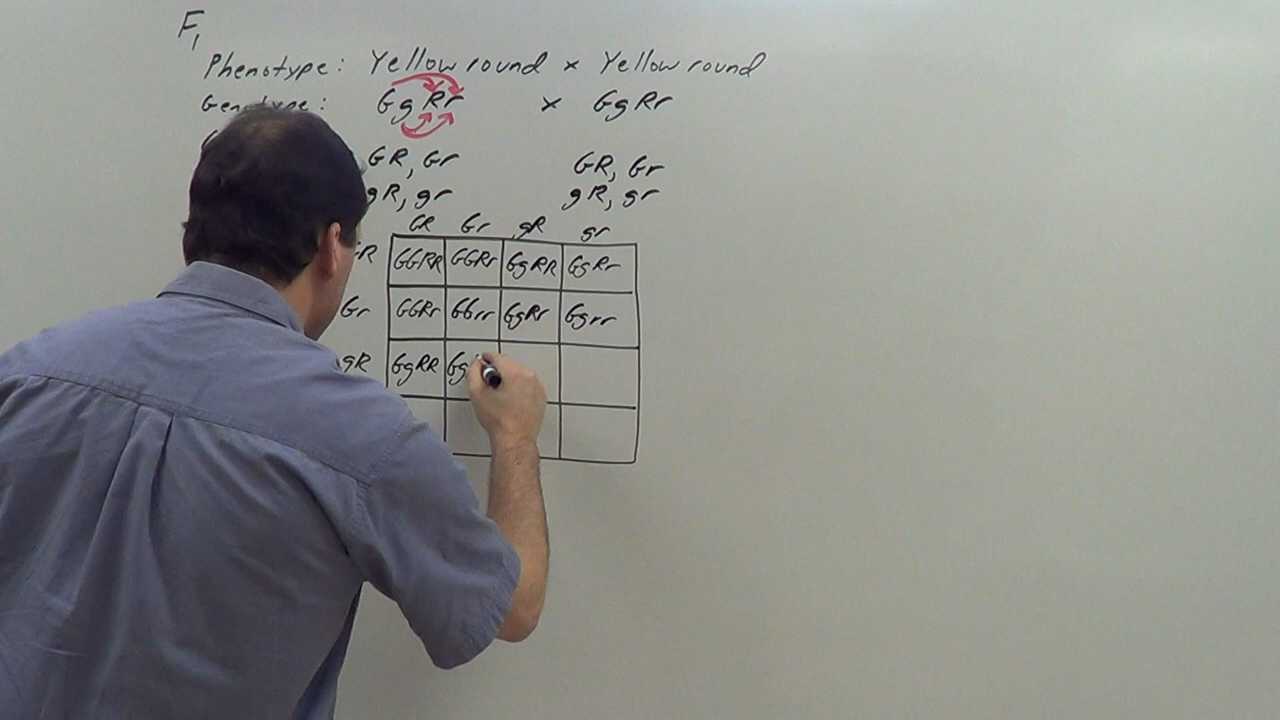 F1
Phenotype: Yellow round x Yellow round
Genotype: GgRr x GgRr
GR, Gr GR, Gr
gR, gr gR, gr
GR Gr gR gr
GGRR GGRr GgRR GgRr
Gr GGRr GGrr GgRr Ggrr
gR GgRR Gg